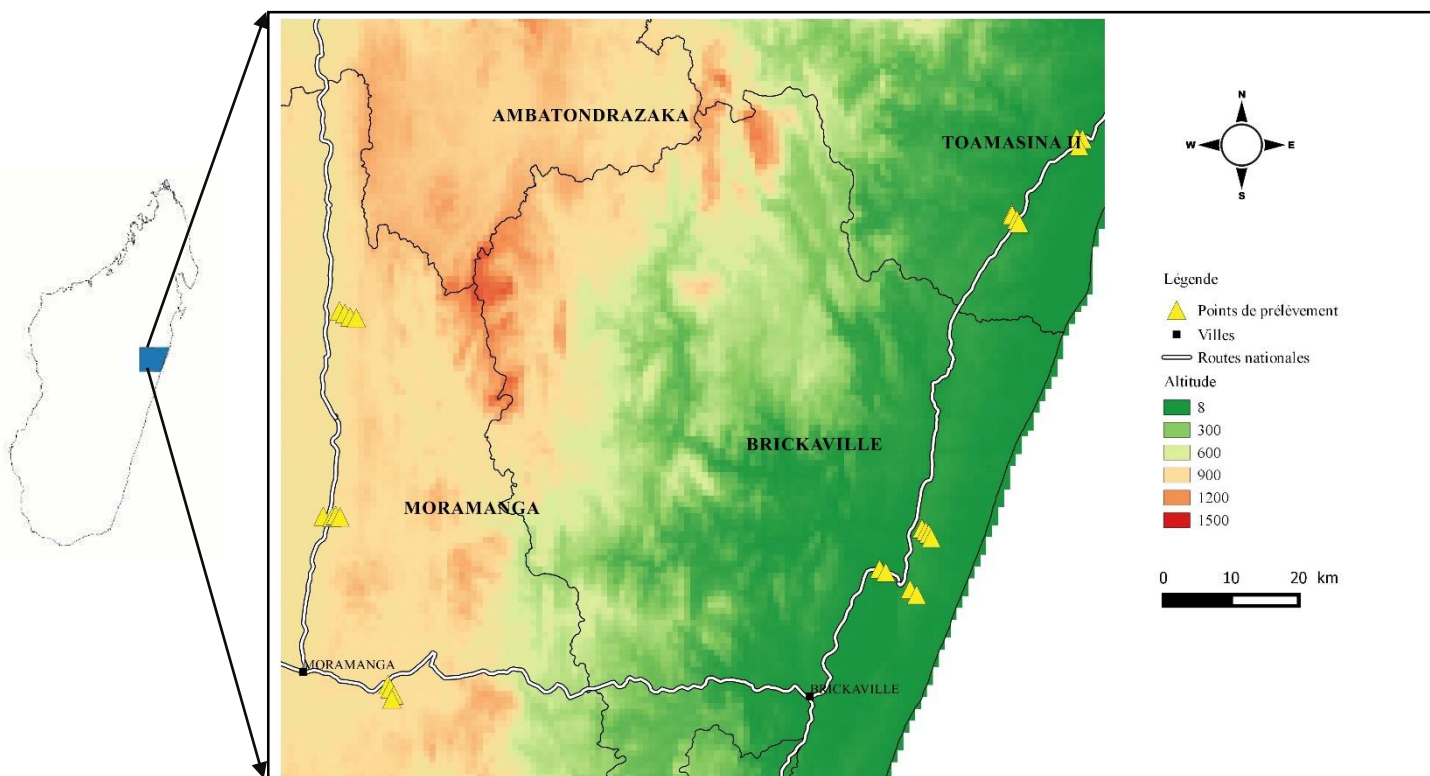 AMBATONDRAZAKA
TOAMASINA II
BRICKAVILLE
MORAMANGA
MORAMANGA
BRICKAVILLE
N
W E
S
Légende
Points de prélévement
Villes
Routes nationales
Altitude
8
300
600
900
1200
1500
0 10 20 km